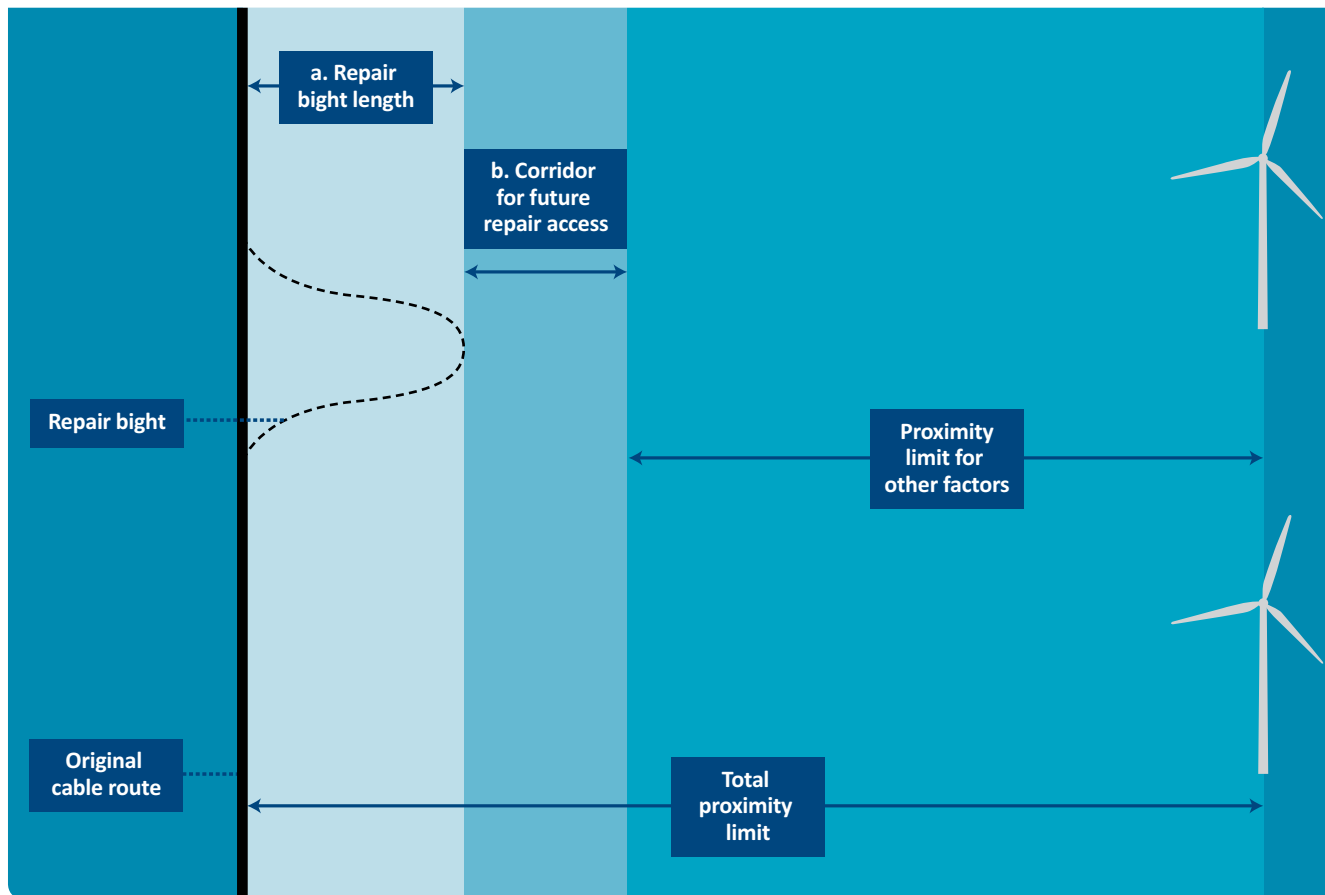 a. Repair
bight length
b. Corridor
for future
repair access
Repair bight
Proximity
limit for
other factors
Original
cable route
Total
proximity
limit